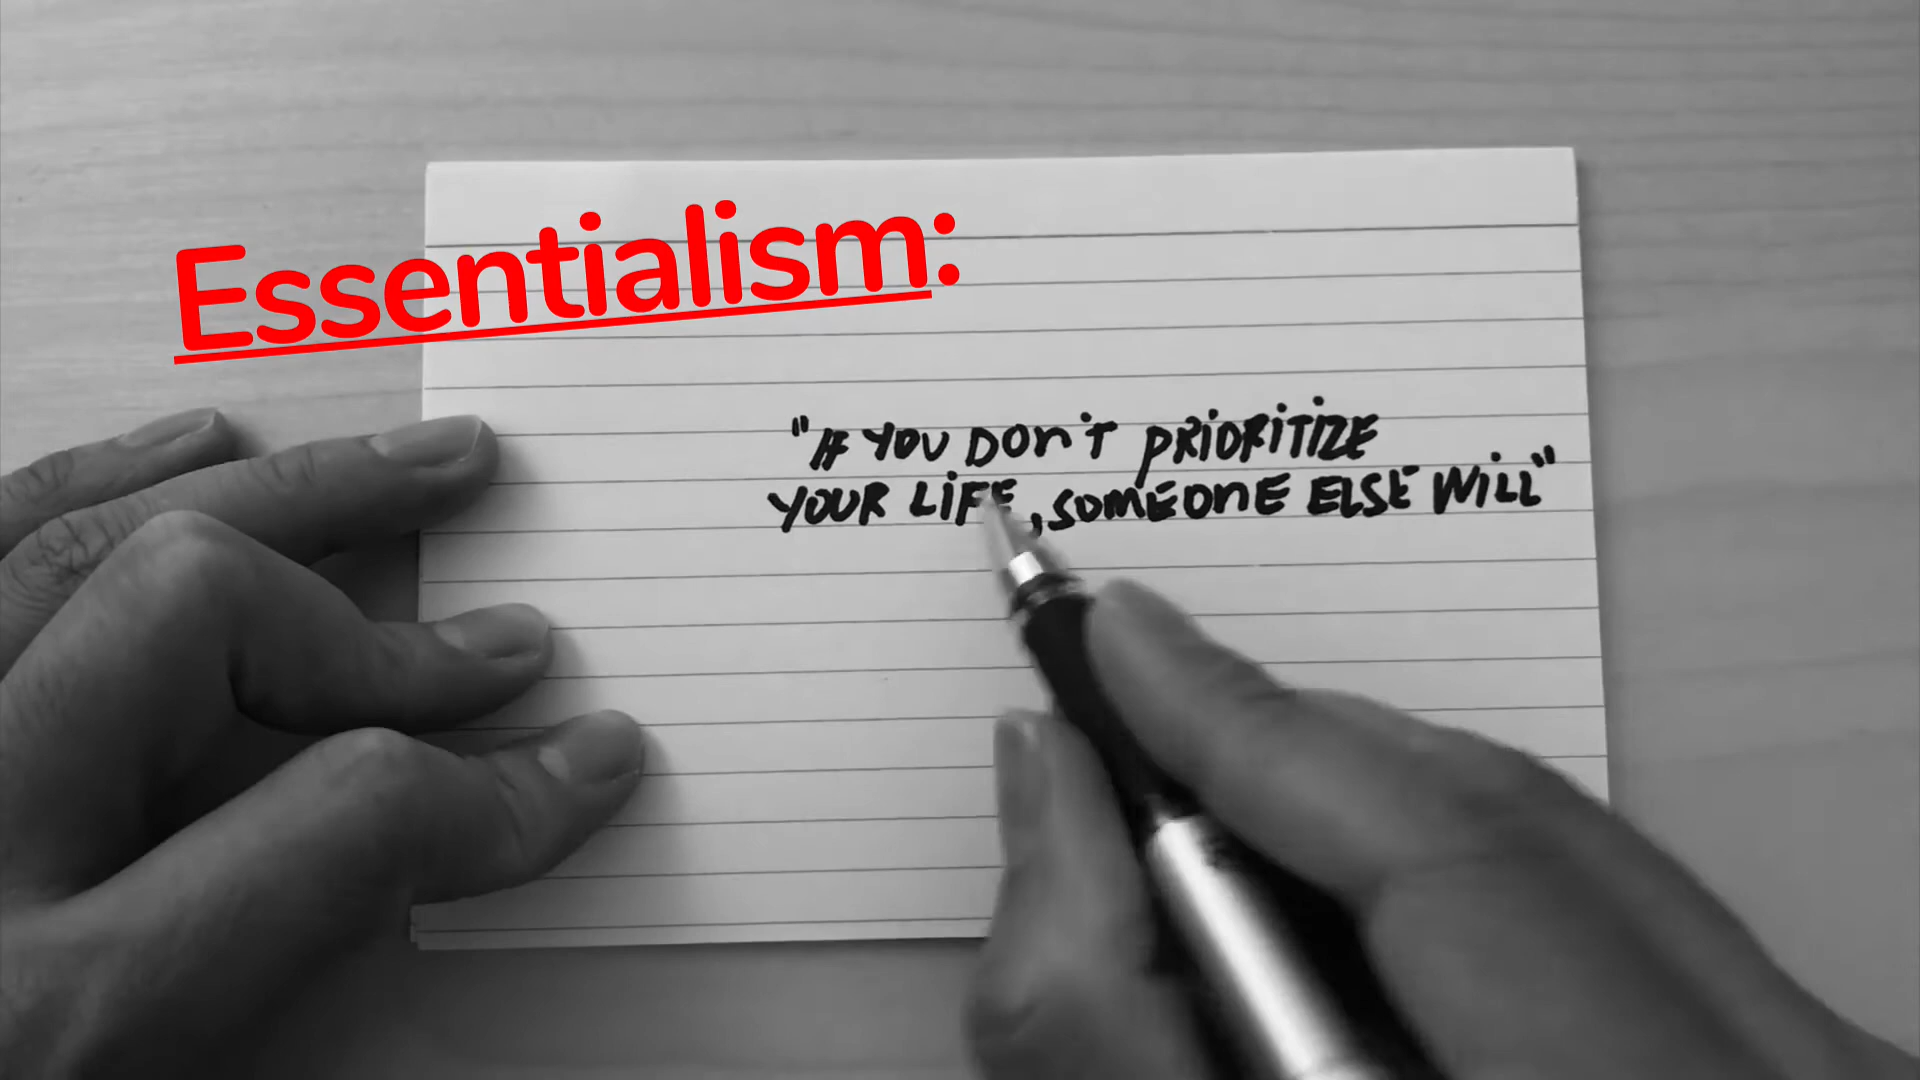 Essentialism:
"If YOU DON'T PRIORITIZE
YOUR LIFE, SOMEONE ELSE WILL"